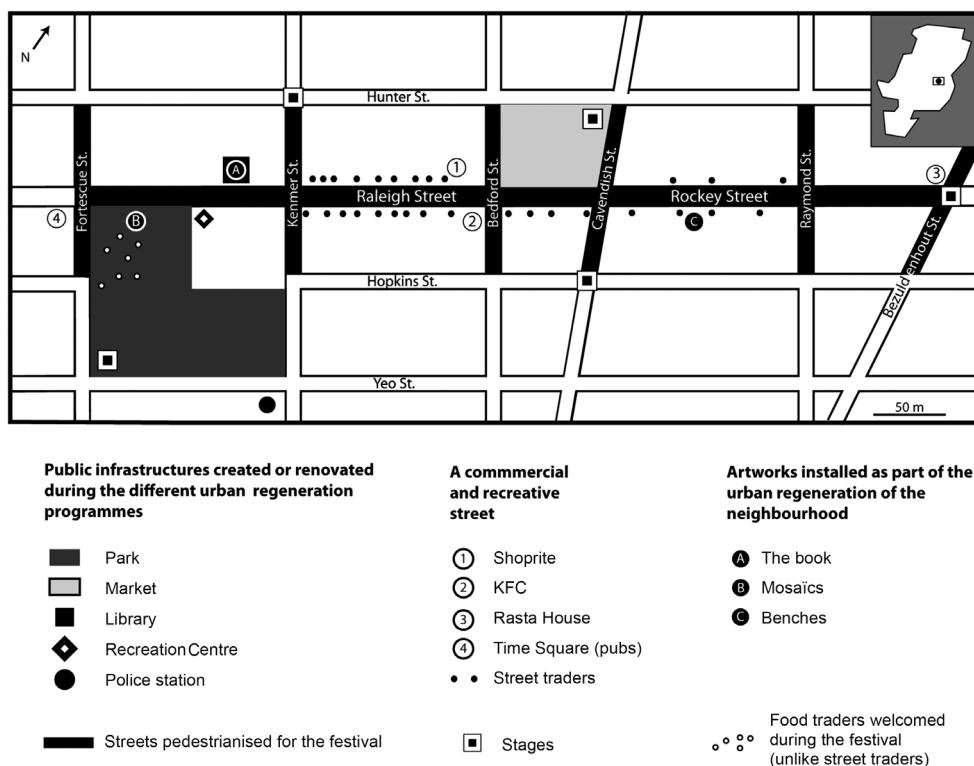 N
Hunter St.
Fortescue St.
A
Kenmer St.
1
Raleigh Street
Bedford St.
Cavendish St.
Rockey Street
Raymond St.
3
4
B
2
C
Hopkins St.
Bezuidenhout St.
Yeo St.
50 m
Public infrastructures created or renovated
during the different urban regeneration
programmes
Park
Market
Library
Recreation Centre
Police station
Streets pedestrianised for the festival
A commmercial
and recreative
street
1 Shoprite
2 KFC
3 Rasta House
4 Time Square (pubs)
Street traders
Stages
Artworks installed as part of the
urban regeneration of the
neighbourhood
A The book
B Mosaïcs
C Benches
Food traders welcomed
during the festival
(unlike street traders)